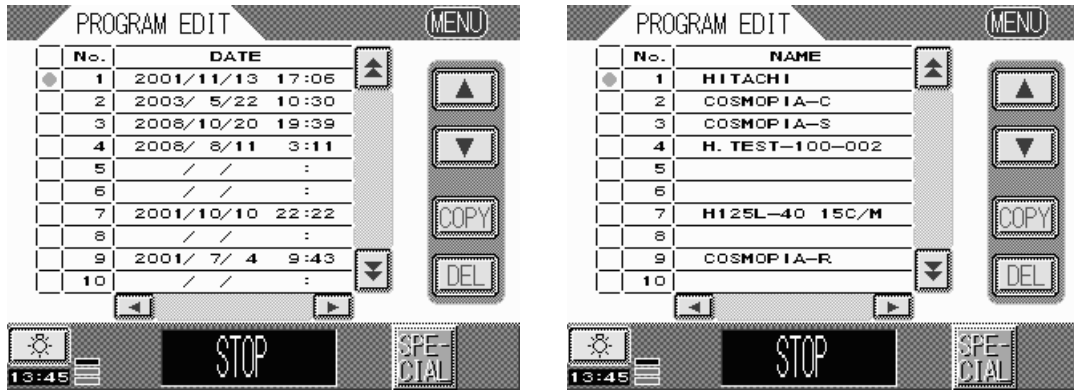 PROGRAM EDIT MENU
No. DATE
1 2001/11/13 17:06
2 2003/ 5/22 10:30
3 2008/10/20 19:39
4 2008/ 8/11 3:11
5 / / :
6 / / :
7 2001/10/10 22:22
8 / / :
9 2001/ 7/ 4 9:43
10 / / :
COPY
DEL
STOP
SPE-
CIAL
13:45
PROGRAM EDIT MENU
No. NAME
1 HITACHI
2 COSMOPIA-C
3 COSMOPIA-S
4 H. TEST-100-002
5
6
7 H125L-40 15C/M
8
9 COSMOPIA-R
10
COPY
DEL
STOP
SPE-
CIAL
13:45